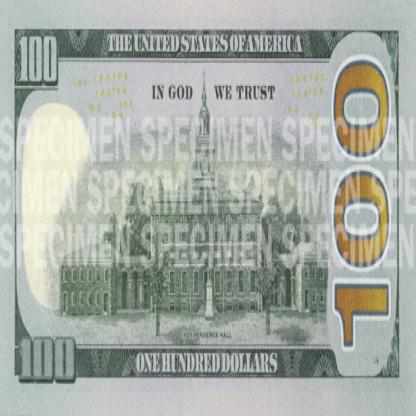 100
THE UNITED STATES OF AMERICA
IN GOD WE TRUST
SPECIMEN SPECIMEN SPECIMEN
SPECIMEN SPECIMEN
SPECIMEN SPECIMEN SPECIMEN
100
INDEPENDENCE HALL
100
ONE HUNDRED DOLLARS